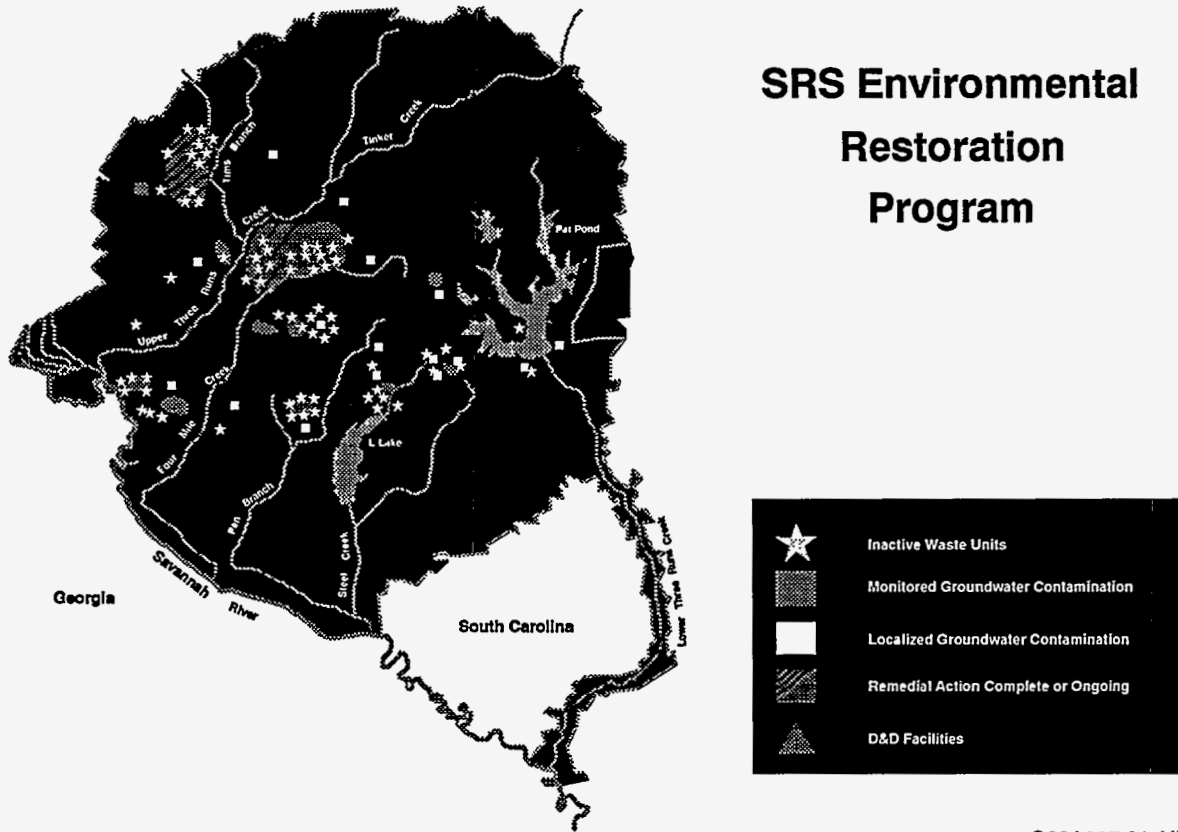 SRS Environmental
Restoration
Program
Tims Branch
Tinker Creek
Creek
Upper Three Runs
Par Pond
Four Mile Creek
Pen Branch
L Lake
Steel Creek
Savannah River
Georgia
South Carolina
Lower Three Runs Creek
Inactive Waste Units
Monitored Groundwater Contamination
Localized Groundwater Contamination
Remedial Action Complete or Ongoing
D&D Facilities